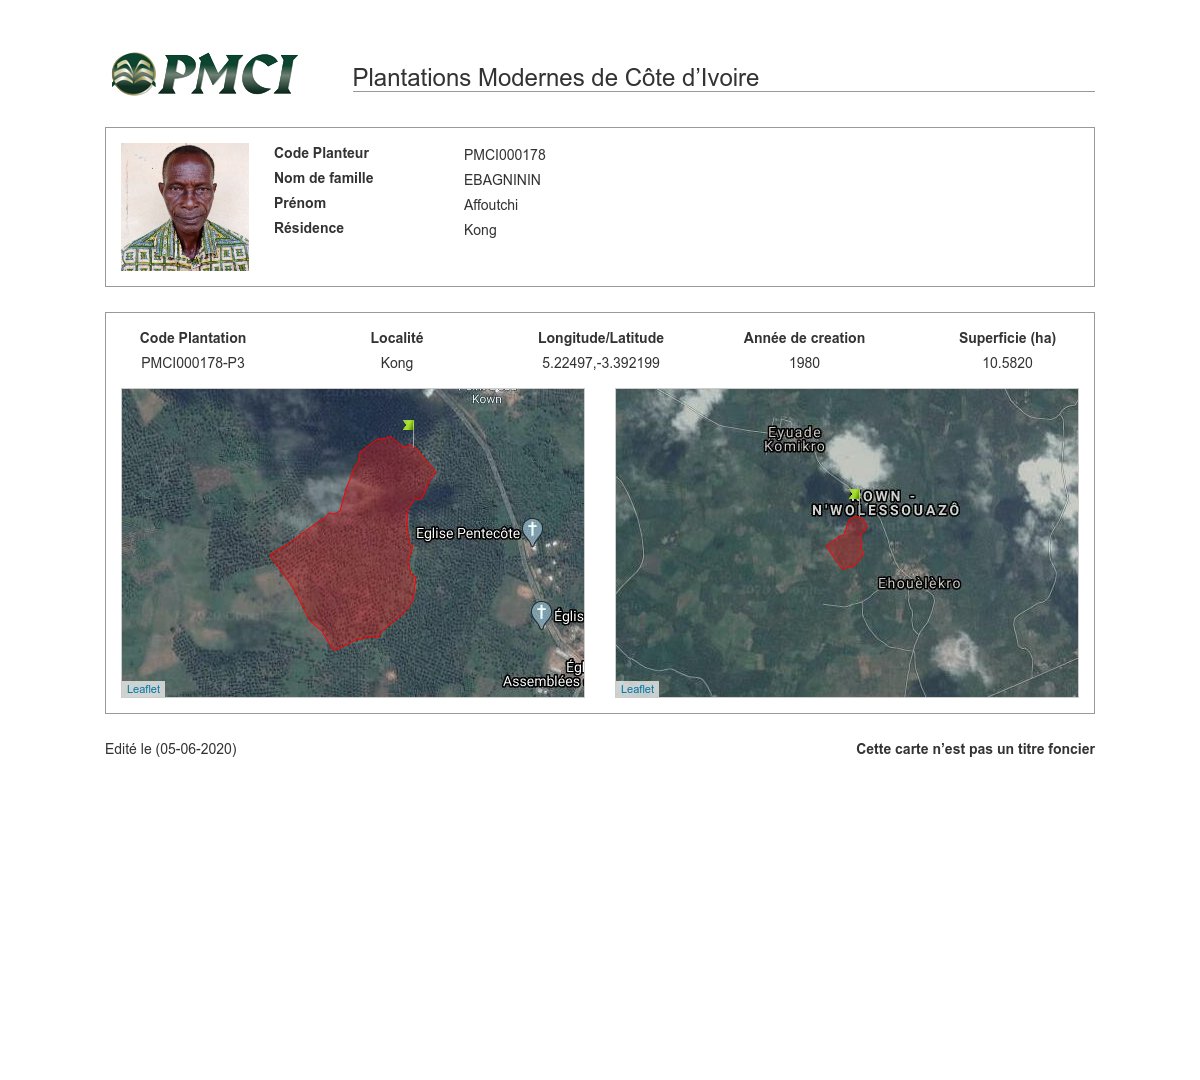 PMCI
Plantations Modernes de Côte d’Ivoire
Code Planteur PMCI000178
Nom de famille EBAGNININ
Prénom Affoutchi
Résidence Kong
Code Plantation Localité Longitude/Latitude Année de creation Superficie (ha)
PMCI000178-P3 Kong 5.22497,-3.392199 1980 10.5820
Kown
Eglise Pentecôte
Églis
Égl
Assemblées
Leaflet
Eyuade
Komikro
KOWN -
N'WOLESSOUAZÔ
Ehouèlèkro
Leaflet
Edité le (05-06-2020)
Cette carte n’est pas un titre foncier